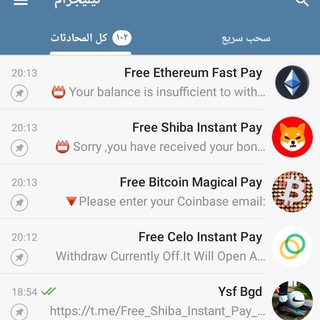 تيليجرام
كل المحادثات ١٠٢
سحب سريع
Free Ethereum Fast Pay 20:13
Your balance is insufficient to with...
Free Shiba Instant Pay 20:13
Sorry ,you have received your bon...
Free Bitcoin Magical Pay 20:13
🔻Please enter your Coinbase email:
Free Celo Instant Pay 20:12
Withdraw Currently Off.It Will Open A...
Ysf Bgd 18:54
https://t.me/Free_Shiba_Instant_Pay_...